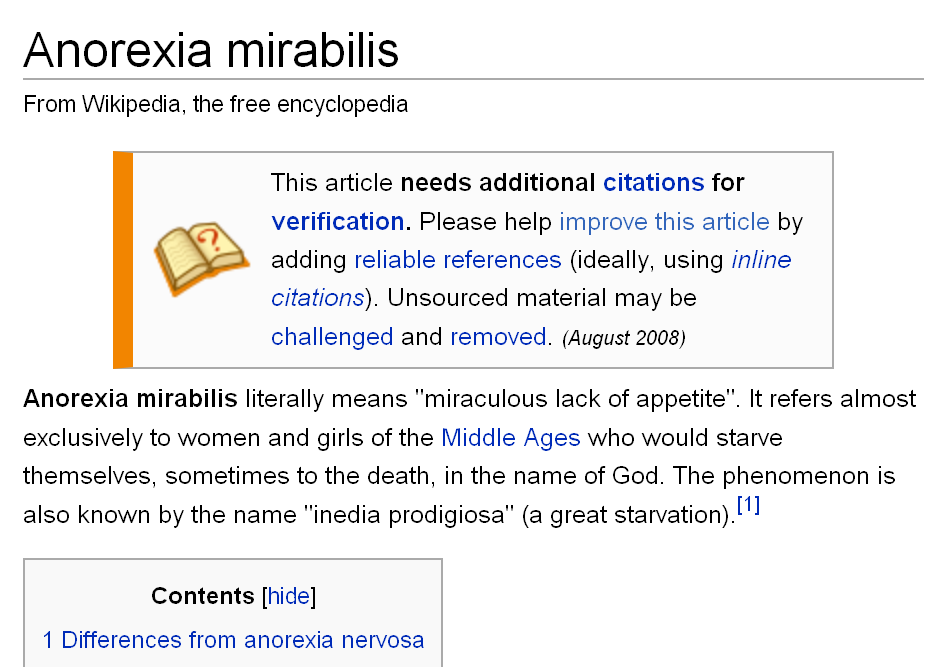 Anorexia mirabilis
From Wikipedia, the free encyclopedia
This article needs additional citations for
verification. Please help improve this article by
adding reliable references (ideally, using inline
citations). Unsourced material may be
challenged and removed. (August 2008)
Anorexia mirabilis literally means "miraculous lack of appetite". It refers almost
exclusively to women and girls of the Middle Ages who would starve
themselves, sometimes to the death, in the name of God. The phenomenon is
also known by the name "inedia prodigiosa" (a great starvation).[1]
Contents [hide]
1 Differences from anorexia nervosa